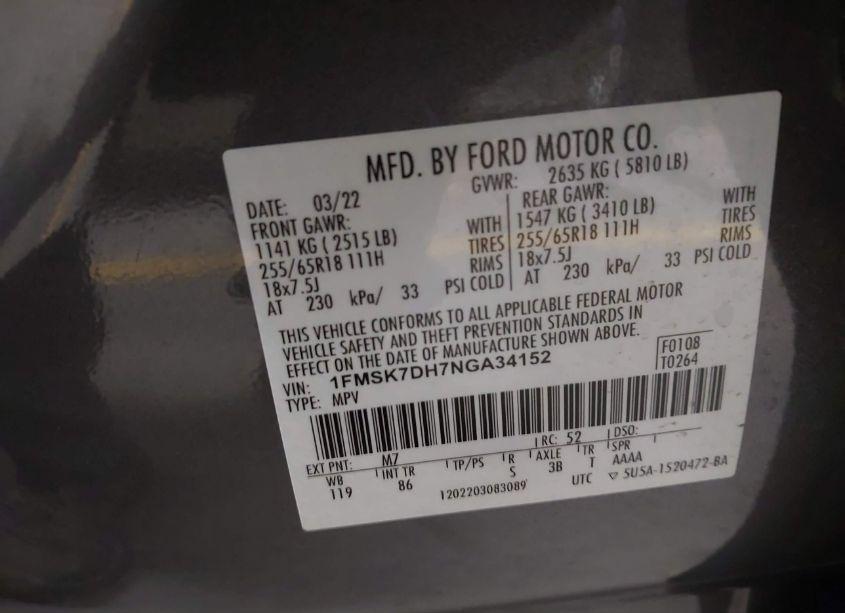 MFD. BY FORD MOTOR CO.
DATE: 03/22 GVWR: 2635 KG ( 5810 LB)
FRONT GAWR: REAR GAWR:
1141 KG ( 2515 LB) WITH 1547 KG ( 3410 LB) WITH
255/65R18 111H TIRES 255/65R18 111H TIRES
18x7.5J RIMS 18x7.5J RIMS
AT 230 kPa/ 33 PSI COLD AT 230 kPa/ 33 PSI COLD
THIS VEHICLE CONFORMS TO ALL APPLICABLE FEDERAL MOTOR
VEHICLE SAFETY AND THEFT PREVENTION STANDARDS IN
EFFECT ON THE DATE OF MANUFACTURE SHOWN ABOVE.
VIN: 1FMSK7DH7NGA34152 F0108
TYPE: MPV T0264
EXT PNT: M7 RC: 52 DSO:
WB INT TR TP/PS R AXLE TR SPR
119 86 S 3B T AAAA
1202203083089 UTC ▽ 5U5A-1520472-BA